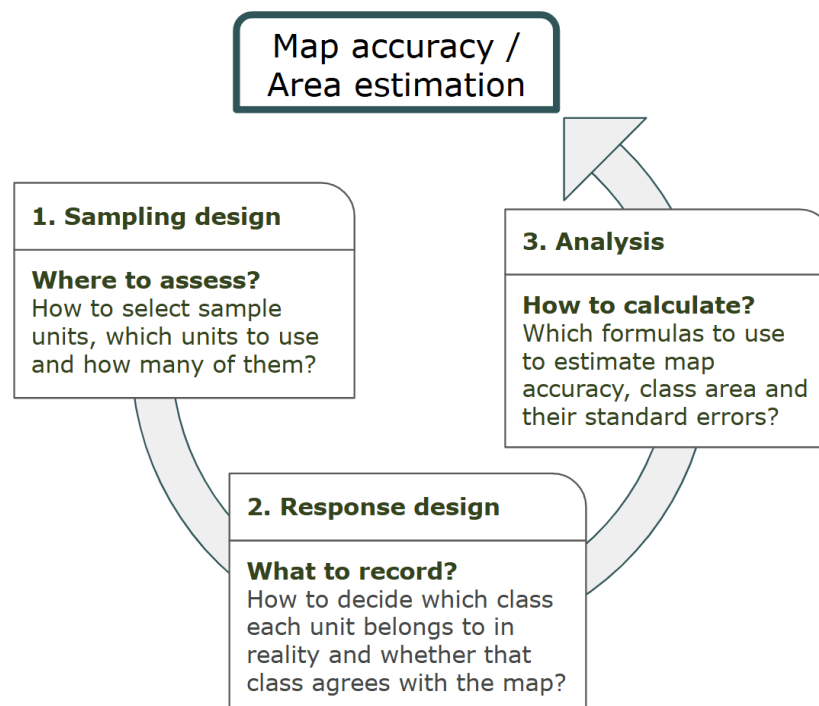 Map accuracy /
Area estimation
1. Sampling design
Where to assess?
How to select sample
units, which units to use
and how many of them?
2. Response design
What to record?
How to decide which class
each unit belongs to in
reality and whether that
class agrees with the map?
3. Analysis
How to calculate?
Which formulas to use
to estimate map
accuracy, class area and
their standard errors?